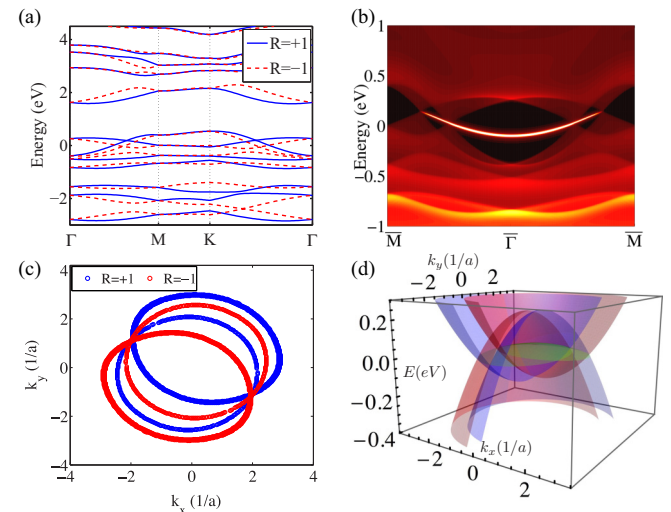 (a)
R=+1
R=−1
Energy (eV)
4
2
0
−2
Γ
M
K
Γ
(b)
Energy (eV)
1
0.5
0
−0.5
−1
M̅
Γ̅
M̅
(c)
R=+1
R=−1
k_y (1/a)
4
2
0
−2
−4
−4
−2
0
2
4
k_x (1/a)
(d)
k_y(1/a)
−2
0
2
0.2
0.0
−0.2
−0.4
E(eV)
k_x(1/a)
−2
0
2